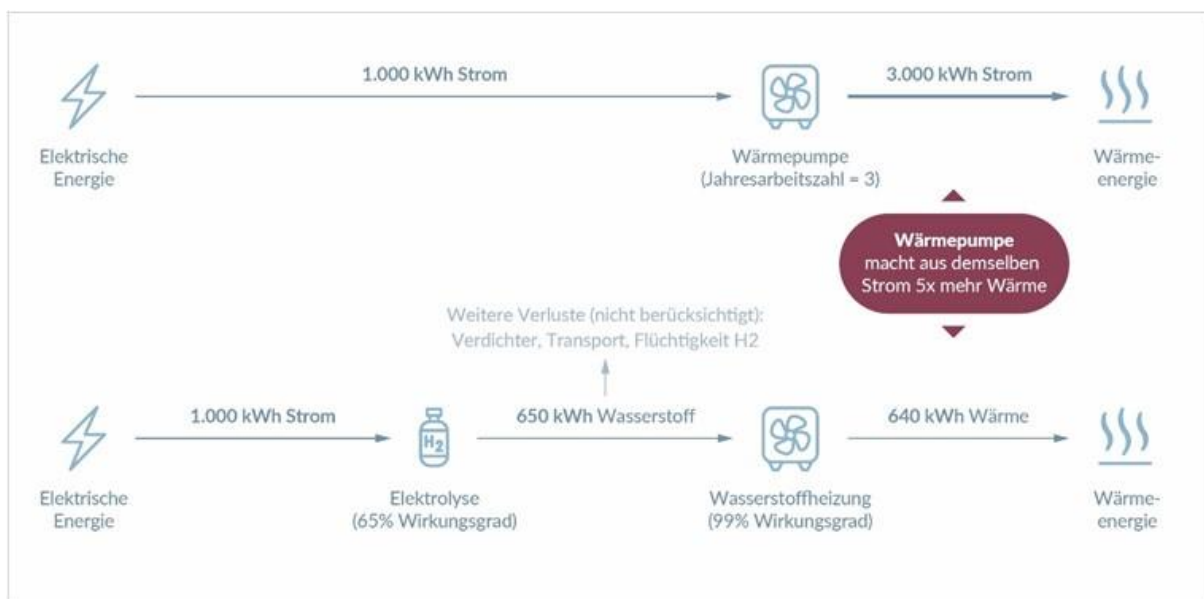 1.000 kWh Strom
3.000 kWh Strom
Elektrische
Energie
Wärmepumpe
(Jahresarbeitszahl = 3)
Wärme-
energie
Wärmepumpe
macht aus demselben
Strom 5x mehr Wärme
Weitere Verluste (nicht berücksichtigt):
Verdichter, Transport, Flüchtigkeit H2
1.000 kWh Strom
650 kWh Wasserstoff
640 kWh Wärme
H2
Elektrische
Energie
Elektrolyse
(65% Wirkungsgrad)
Wasserstoffheizung
(99% Wirkungsgrad)
Wärme-
energie